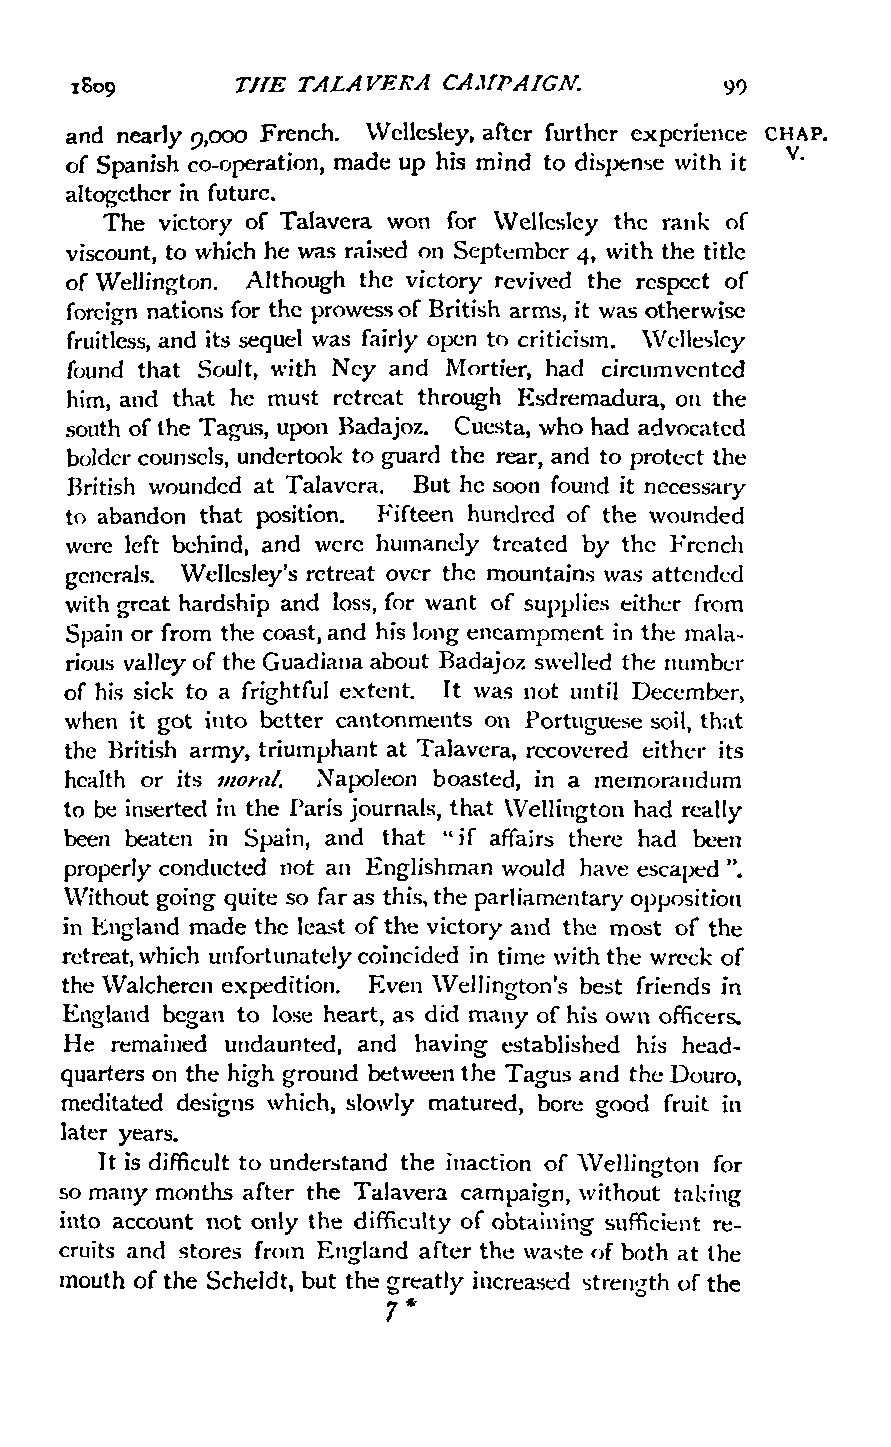 1809 THE TALAVERA CAMPAIGN. 99
and nearly 9,000 French. Wellesley, after further experience CHAP.
of Spanish co-operation, made up his mind to dispense with it V.
altogether in future.
The victory of Talavera won for Wellesley the rank of
viscount, to which he was raised on September 4, with the title
of Wellington. Although the victory revived the respect of
foreign nations for the prowess of British arms, it was otherwise
fruitless, and its sequel was fairly open to criticism. Wellesley
found that Soult, with Ney and Mortier, had circumvented
him, and that he must retreat through Esdremadura, on the
south of the Tagus, upon Badajoz. Cuesta, who had advocated
bolder counsels, undertook to guard the rear, and to protect the
British wounded at Talavera. But he soon found it necessary
to abandon that position. Fifteen hundred of the wounded
were left behind, and were humanely treated by the French
generals. Wellesley's retreat over the mountains was attended
with great hardship and loss, for want of supplies either from
Spain or from the coast, and his long encampment in the mala-
rious valley of the Guadiana about Badajoz swelled the number
of his sick to a frightful extent. It was not until December,
when it got into better cantonments on Portuguese soil, that
the British army, triumphant at Talavera, recovered either its
health or its moral. Napoleon boasted, in a memorandum
to be inserted in the Paris journals, that Wellington had really
been beaten in Spain, and that "if affairs there had been
properly conducted not an Englishman would have escaped".
Without going quite so far as this, the parliamentary opposition
in England made the least of the victory and the most of the
retreat, which unfortunately coincided in time with the wreck of
the Walcheren expedition. Even Wellington's best friends in
England began to lose heart, as did many of his own officers.
He remained undaunted, and having established his head-
quarters on the high ground between the Tagus and the Douro,
meditated designs which, slowly matured, bore good fruit in
later years.
It is difficult to understand the inaction of Wellington for
so many months after the Talavera campaign, without taking
into account not only the difficulty of obtaining sufficient re-
cruits and stores from England after the waste of both at the
mouth of the Scheldt, but the greatly increased strength of the
7*